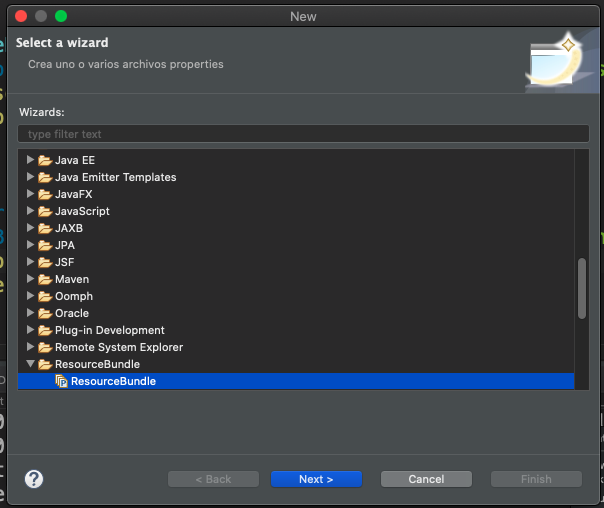 New
Select a wizard
Crea uno o varios archivos properties
Wizards:
type filter text
Java EE
Java Emitter Templates
JavaFX
JavaScript
JAXB
JPA
JSF
Maven
Oomph
Oracle
Plug-in Development
Remote System Explorer
ResourceBundle
ResourceBundle
? < Back Next > Cancel Finish